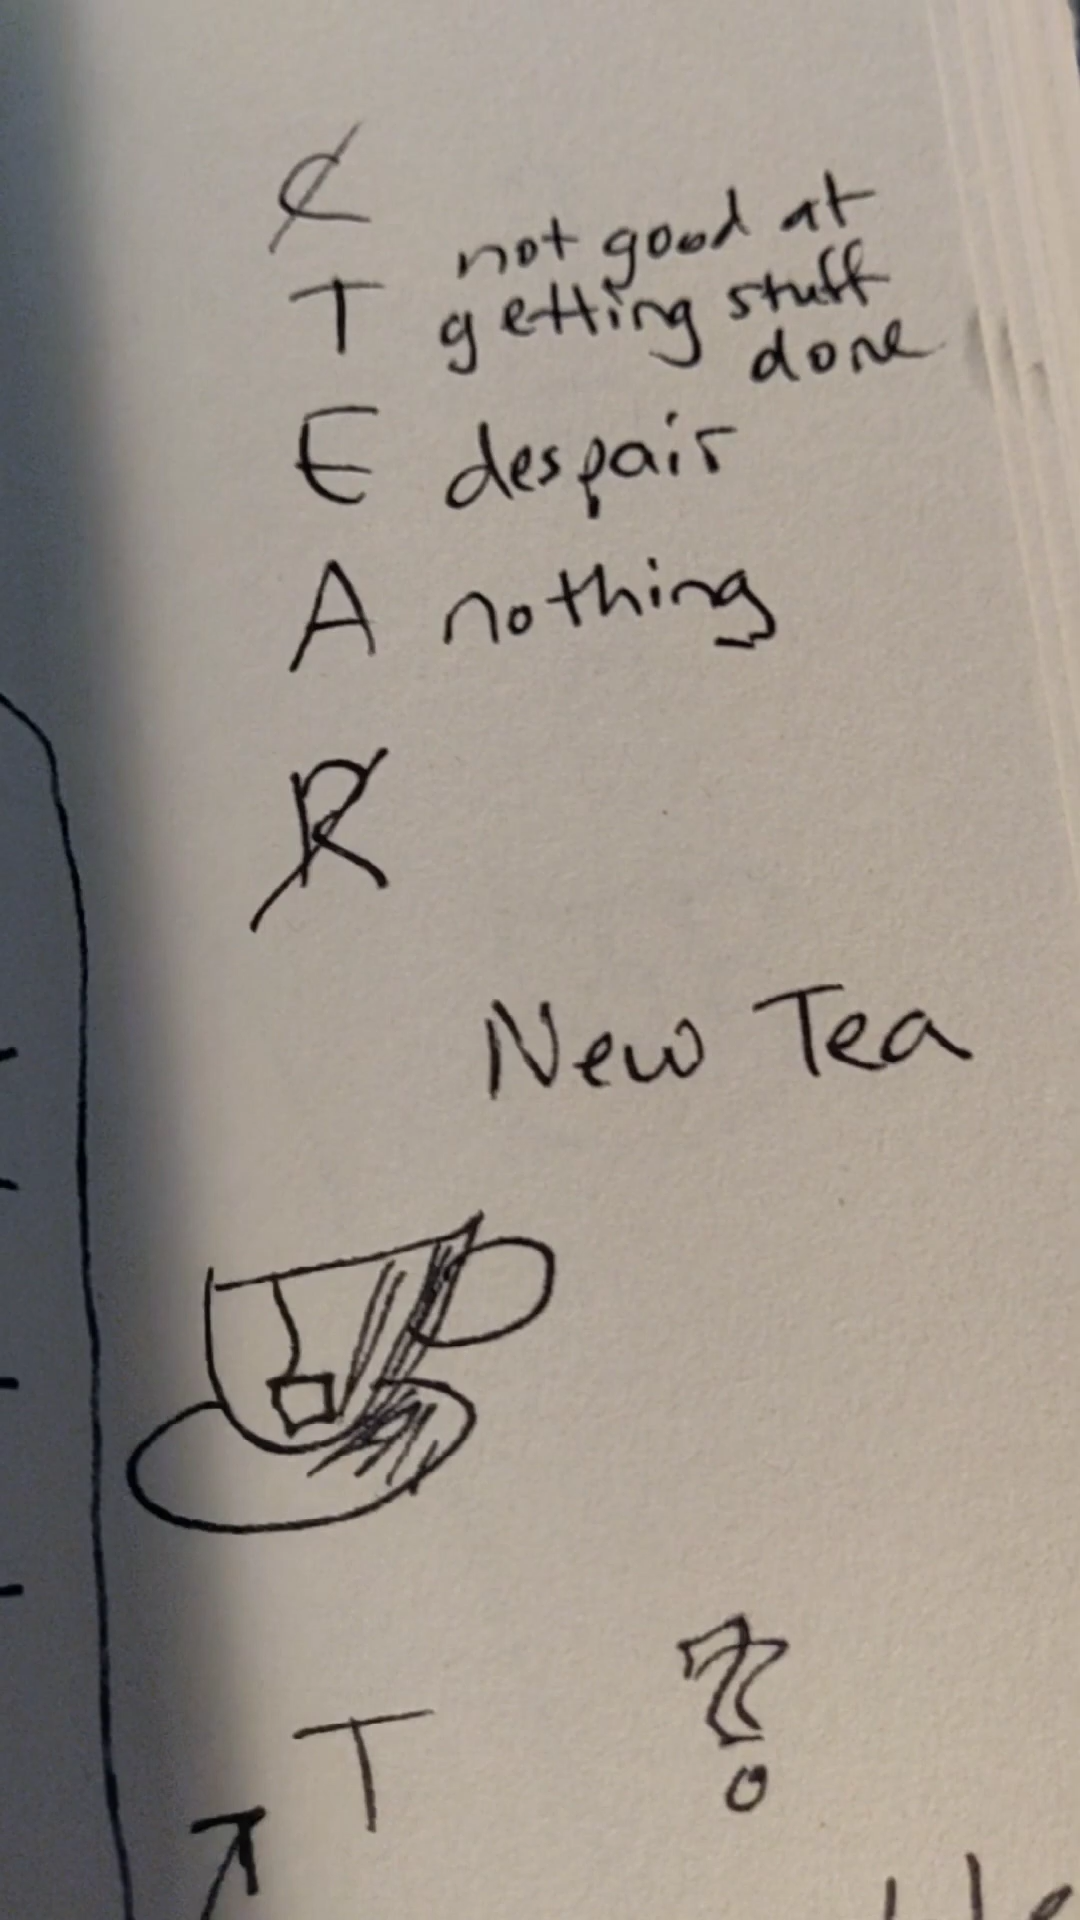 C
not good at
T getting stuff
done
E despair
A nothing
R
New Tea
T ?